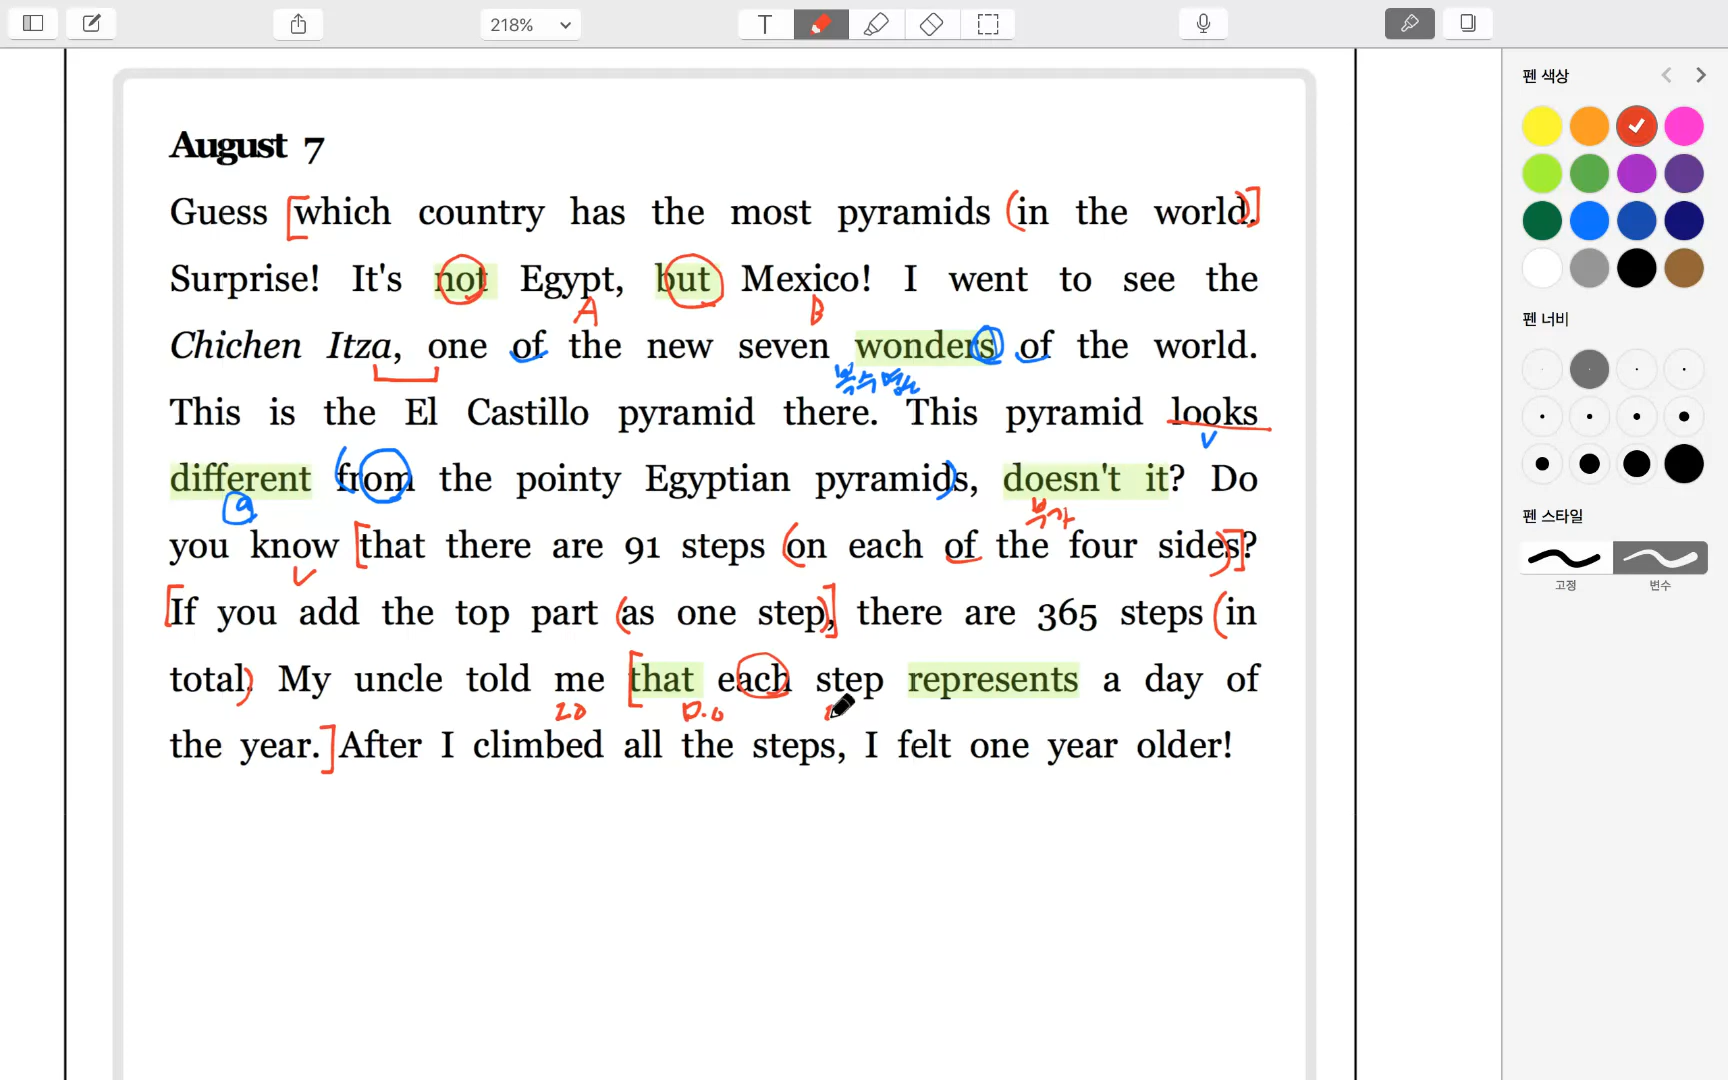 218%
T
펜 색상
August 7
Guess [which country has the most pyramids (in the world.)]
Surprise! It's not Egypt, but Mexico! I went to see the
A B
Chichen Itza, one of the new seven wonders of the world.
복수 명사
This is the El Castillo pyramid there. This pyramid looks
V
different (from the pointy Egyptian pyramids), doesn't it? Do
a
부가
you know [that there are 91 steps (on each of the four sides)]?
V
[If you add the top part (as one step),] there are 365 steps (in
total.) My uncle told me [that each step represents a day of
I.O D.O
the year.] After I climbed all the steps, I felt one year older!
펜 너비
펜 스타일
고정 변수